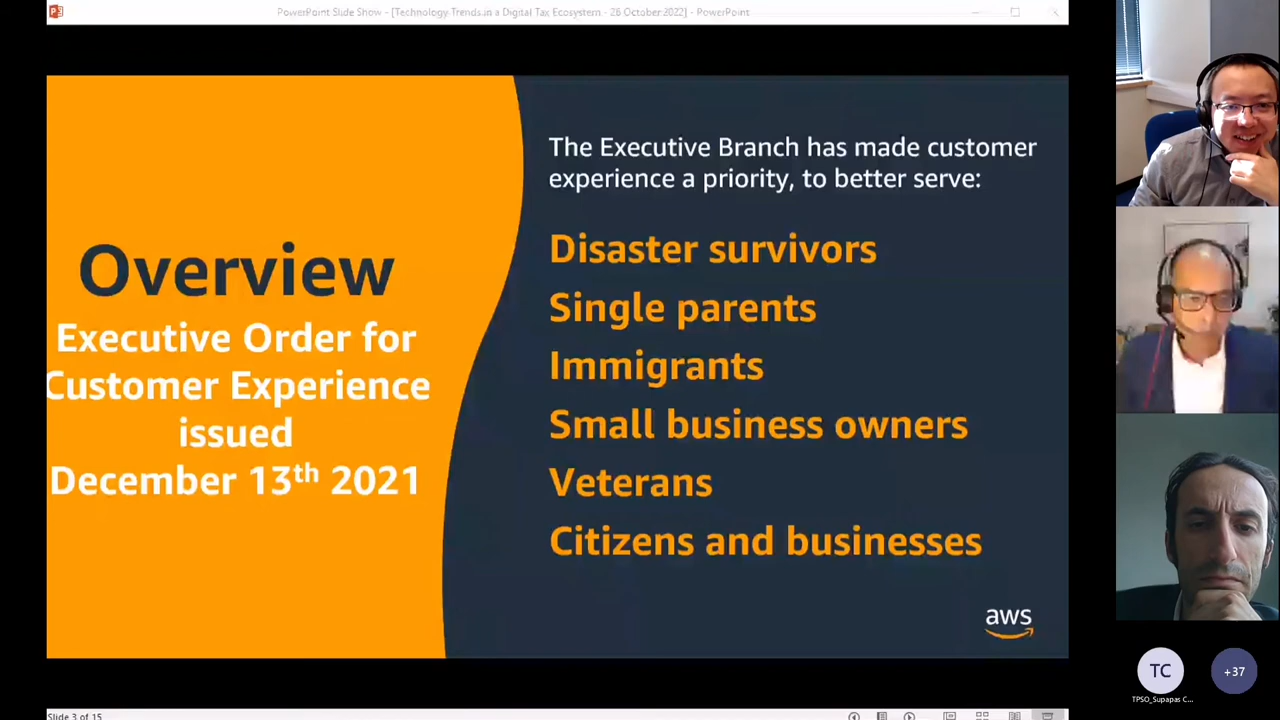 PowerPoint Slide Show - [Technology Trends in a Digital Tax Ecosystem - 26 October 2022] - PowerPoint
Overview
Executive Order for
Customer Experience
issued
December 13th 2021
The Executive Branch has made customer
experience a priority, to better serve:
Disaster survivors
Single parents
Immigrants
Small business owners
Veterans
Citizens and businesses
aws
TC
+37
TPSO_Supapas C...
Slide 3 of 15